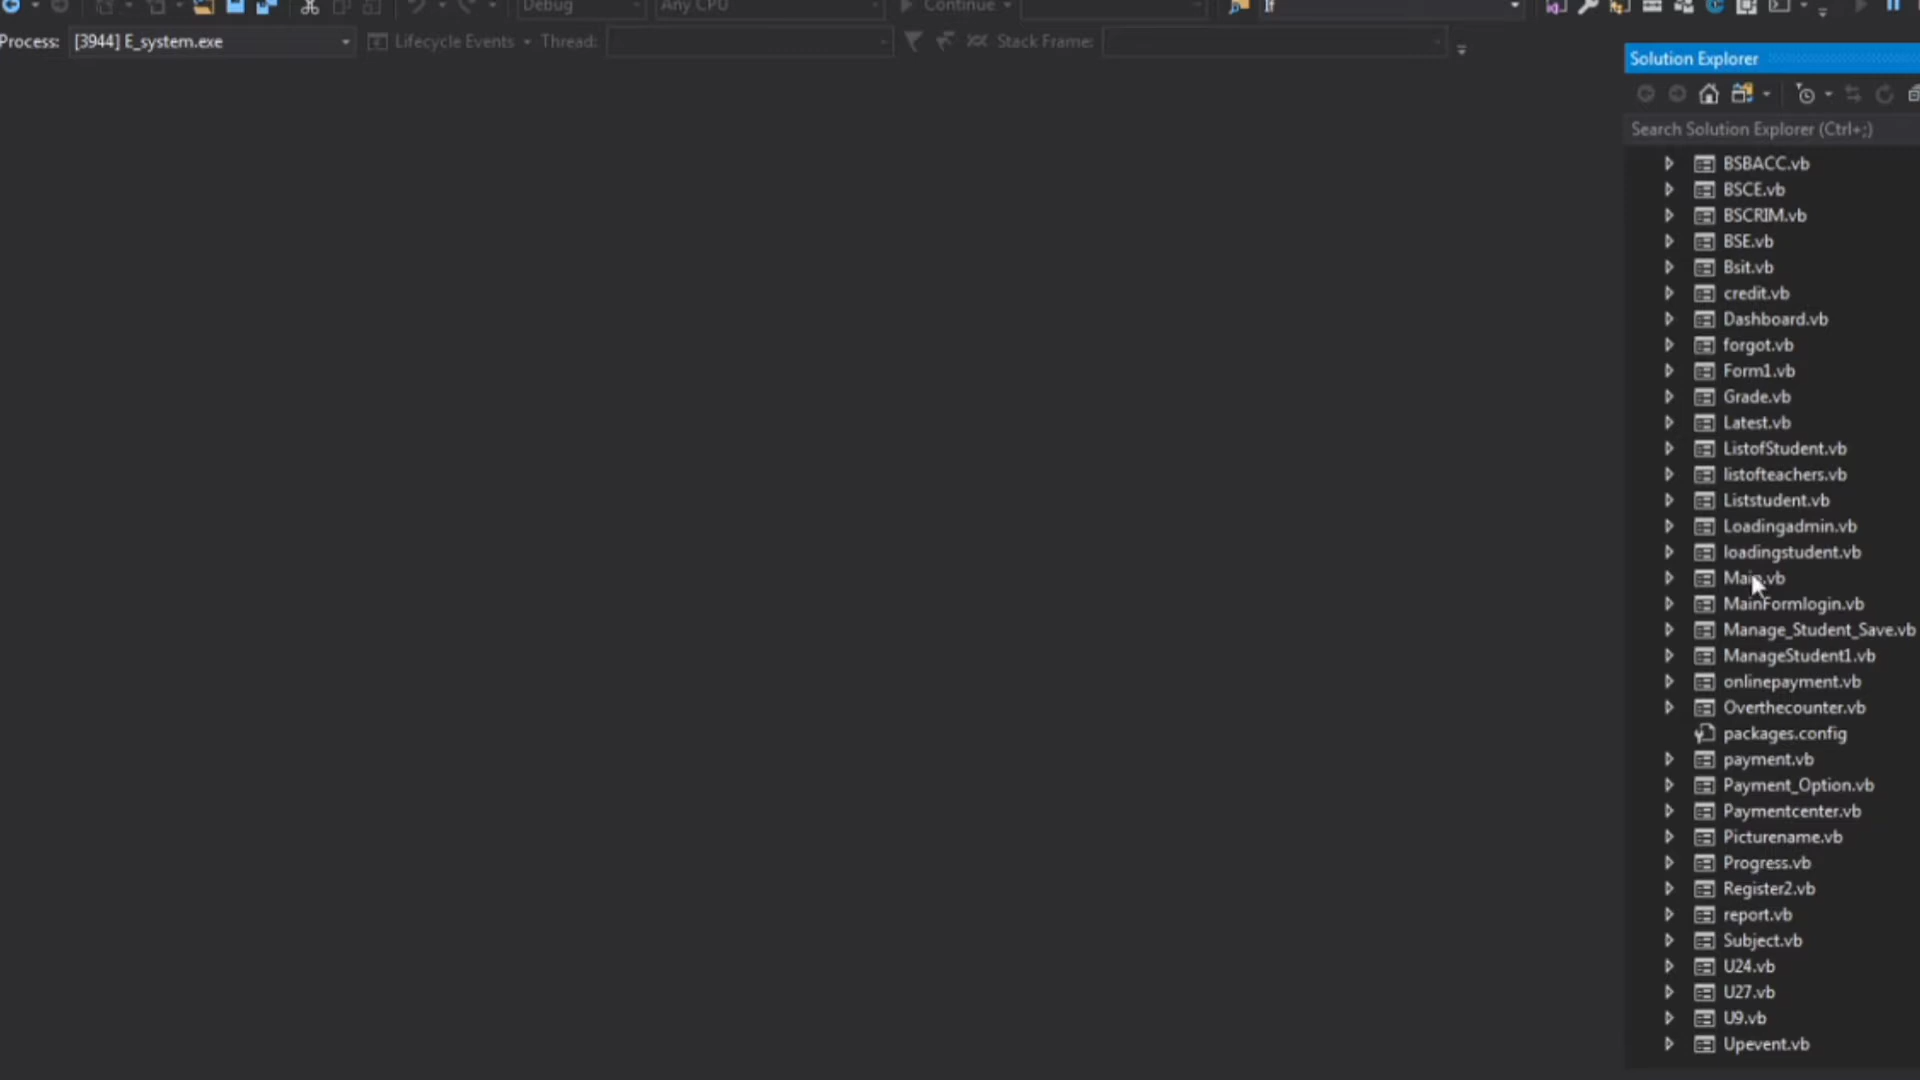 Debug
Any CPU
Continue
If
Process: [3944] E_system.exe
Lifecycle Events
Thread:
Stack Frame:
Solution Explorer
Search Solution Explorer (Ctrl+;)
BSBACC.vb
BSCE.vb
BSCRIM.vb
BSE.vb
Bsit.vb
credit.vb
Dashboard.vb
forgot.vb
Form1.vb
Grade.vb
Latest.vb
ListofStudent.vb
listofteachers.vb
Liststudent.vb
Loadingadmin.vb
loadingstudent.vb
Main.vb
MainFormlogin.vb
Manage_Student_Save.vb
ManageStudent1.vb
onlinepayment.vb
Overthecounter.vb
packages.config
payment.vb
Payment_Option.vb
Paymentcenter.vb
Picturename.vb
Progress.vb
Register2.vb
report.vb
Subject.vb
U24.vb
U27.vb
U9.vb
Upevent.vb